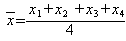 x̅ = (x₁ + x₂ + x₃ + x₄) / 4